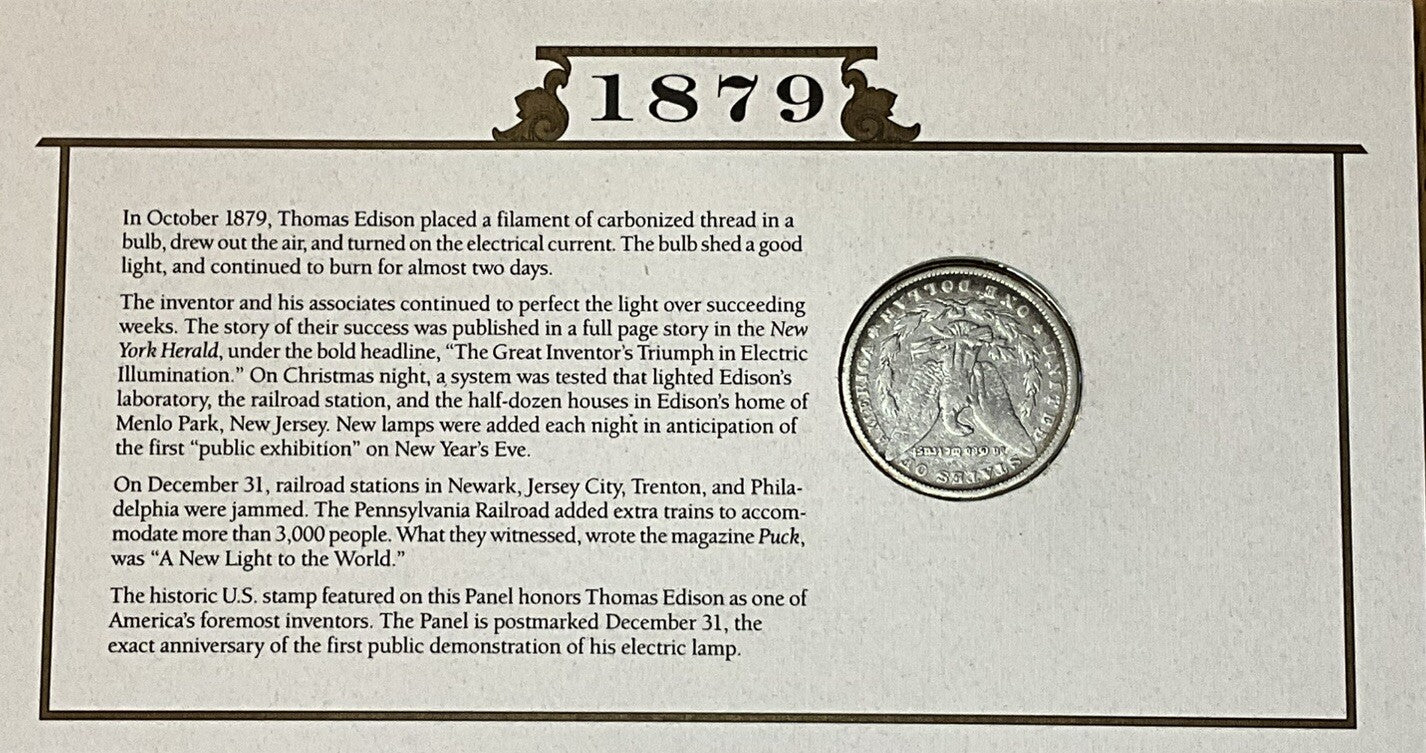 1879
In October 1879, Thomas Edison placed a filament of carbonized thread in a
bulb, drew out the air, and turned on the electrical current. The bulb shed a good
light, and continued to burn for almost two days.
The inventor and his associates continued to perfect the light over succeeding
weeks. The story of their success was published in a full page story in the New
York Herald, under the bold headline, “The Great Inventor’s Triumph in Electric
Illumination.” On Christmas night, a system was tested that lighted Edison’s
laboratory, the railroad station, and the half-dozen houses in Edison’s home of
Menlo Park, New Jersey. New lamps were added each night in anticipation of
the first “public exhibition” on New Year’s Eve.
On December 31, railroad stations in Newark, Jersey City, Trenton, and Phila-
delphia were jammed. The Pennsylvania Railroad added extra trains to accom-
modate more than 3,000 people. What they witnessed, wrote the magazine Puck,
was “A New Light to the World.”
The historic U.S. stamp featured on this Panel honors Thomas Edison as one of
America’s foremost inventors. The Panel is postmarked December 31, the
exact anniversary of the first public demonstration of his electric lamp.
UNITED STATES OF AMERICA
ONE DOLLAR